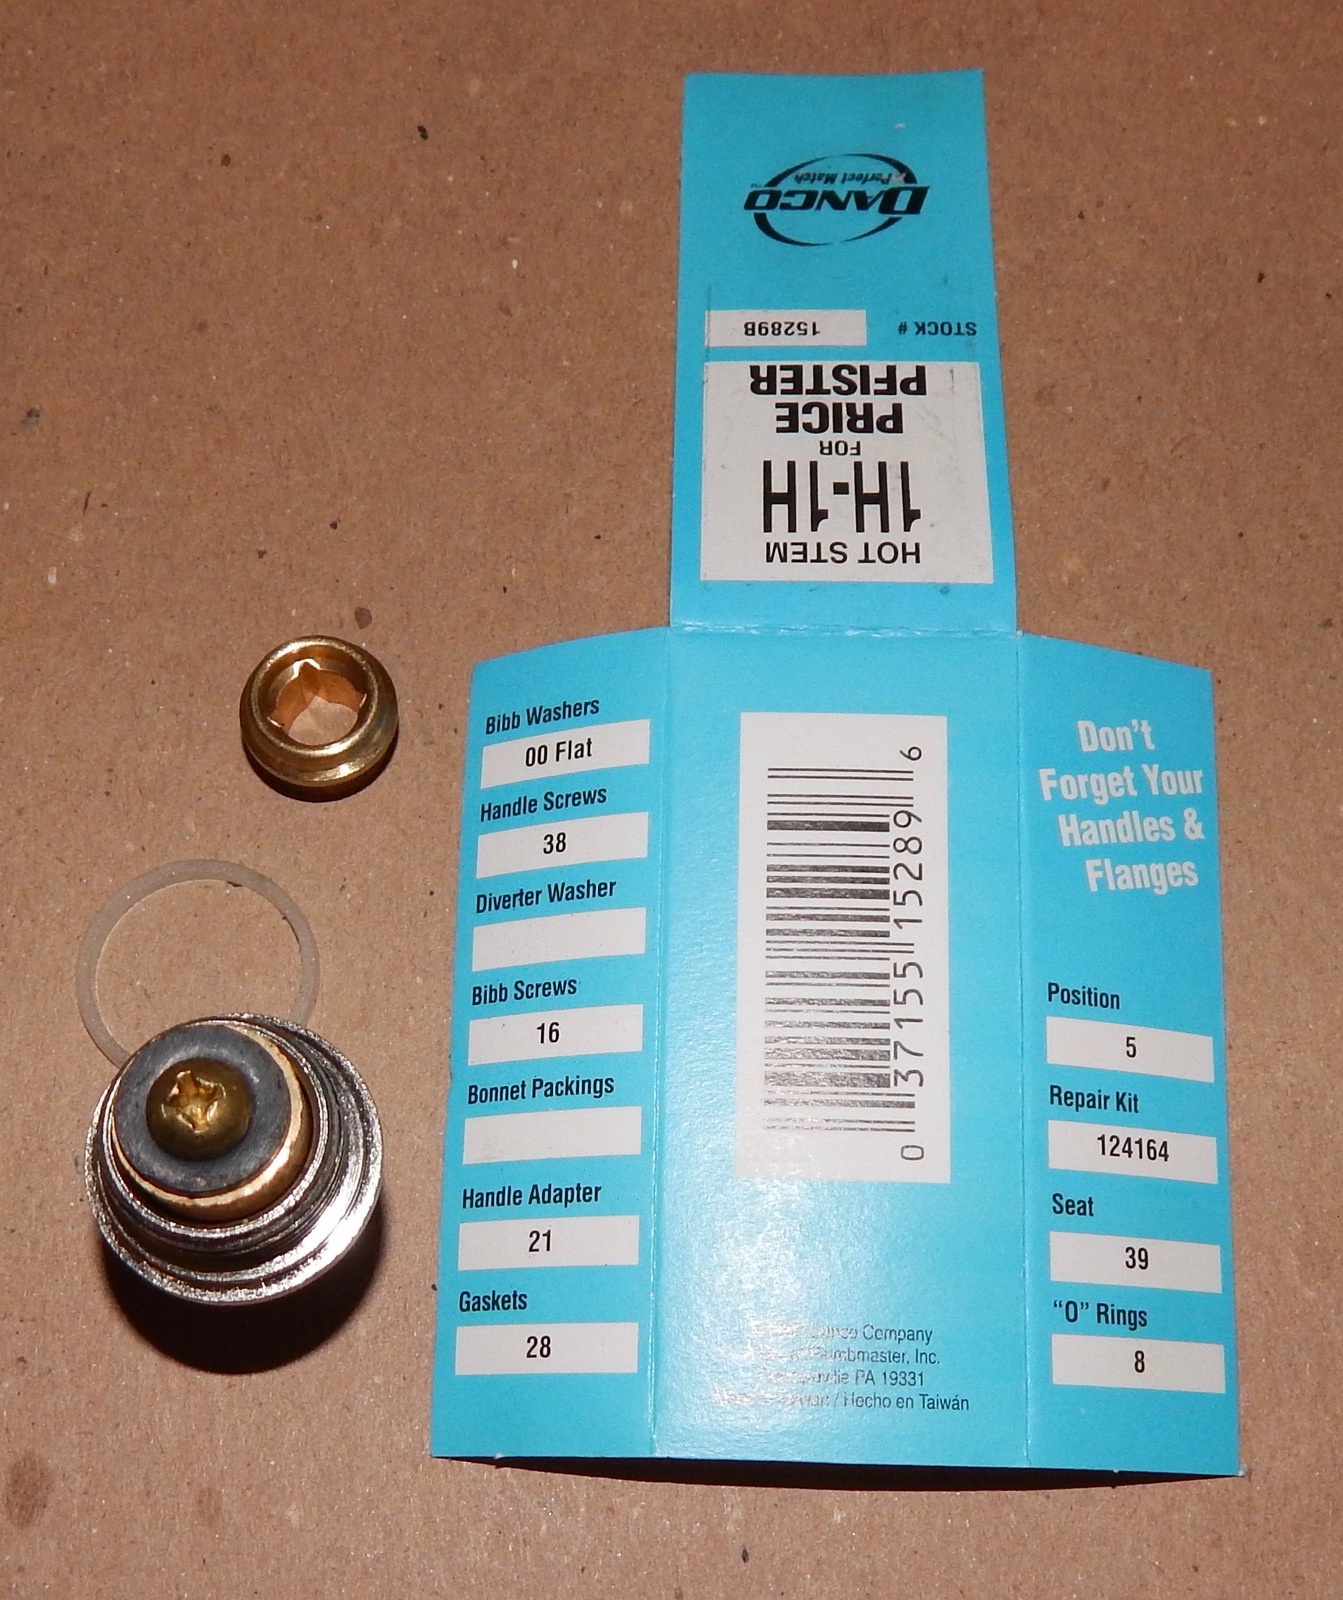 DANCO™
Perfect Match
STOCK # 15289B
HOT STEM
1H-1H
FOR
PRICE
PFISTER
Bibb Washers
00 Flat
Handle Screws
38
Diverter Washer
Bibb Screws
16
Bonnet Packings
Handle Adapter
21
Gaskets
28
0 37155 15289 6
Company
Plumbmaster, Inc.
PA 19331
/ Hecho en Taiwán
Don't
Forget Your
Handles &
Flanges
Position
5
Repair Kit
124164
Seat
39
"O" Rings
8